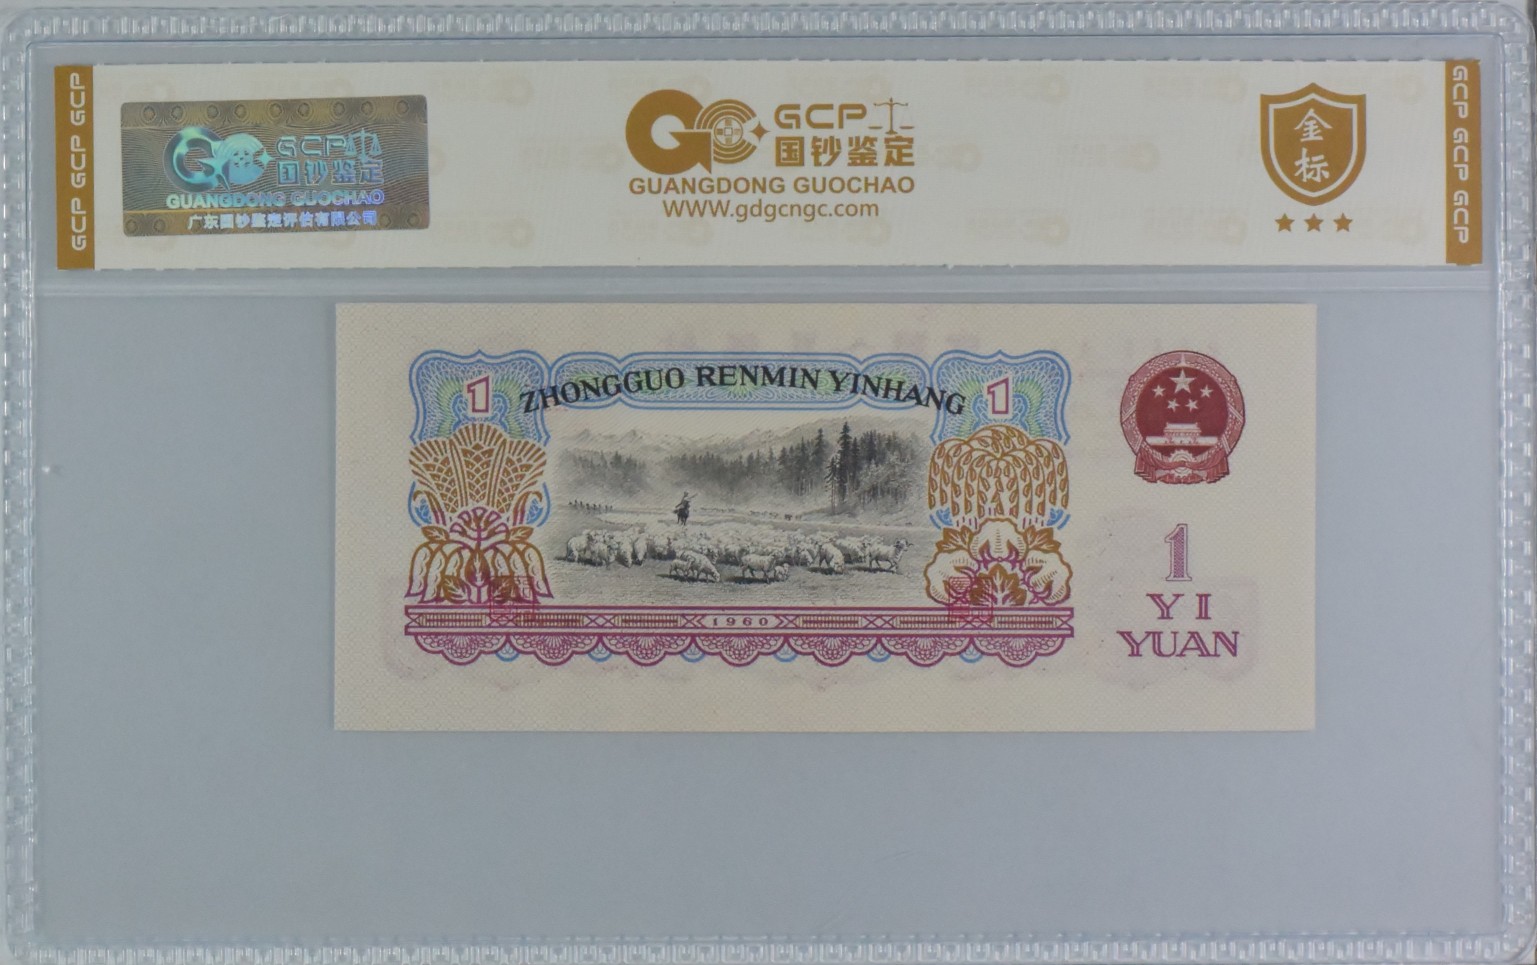 GCP GCP GCP
GCP
国钞鉴定
GUANGDONG GUOCHAO
广东国钞鉴定评估有限公司
GCP
国钞鉴定
GUANGDONG GUOCHAO
WWW.gdgcngc.com
金标
GCP GCP GCP
1
ZHONGGUO RENMIN YINHANG
1
1960
1
YI
YUAN